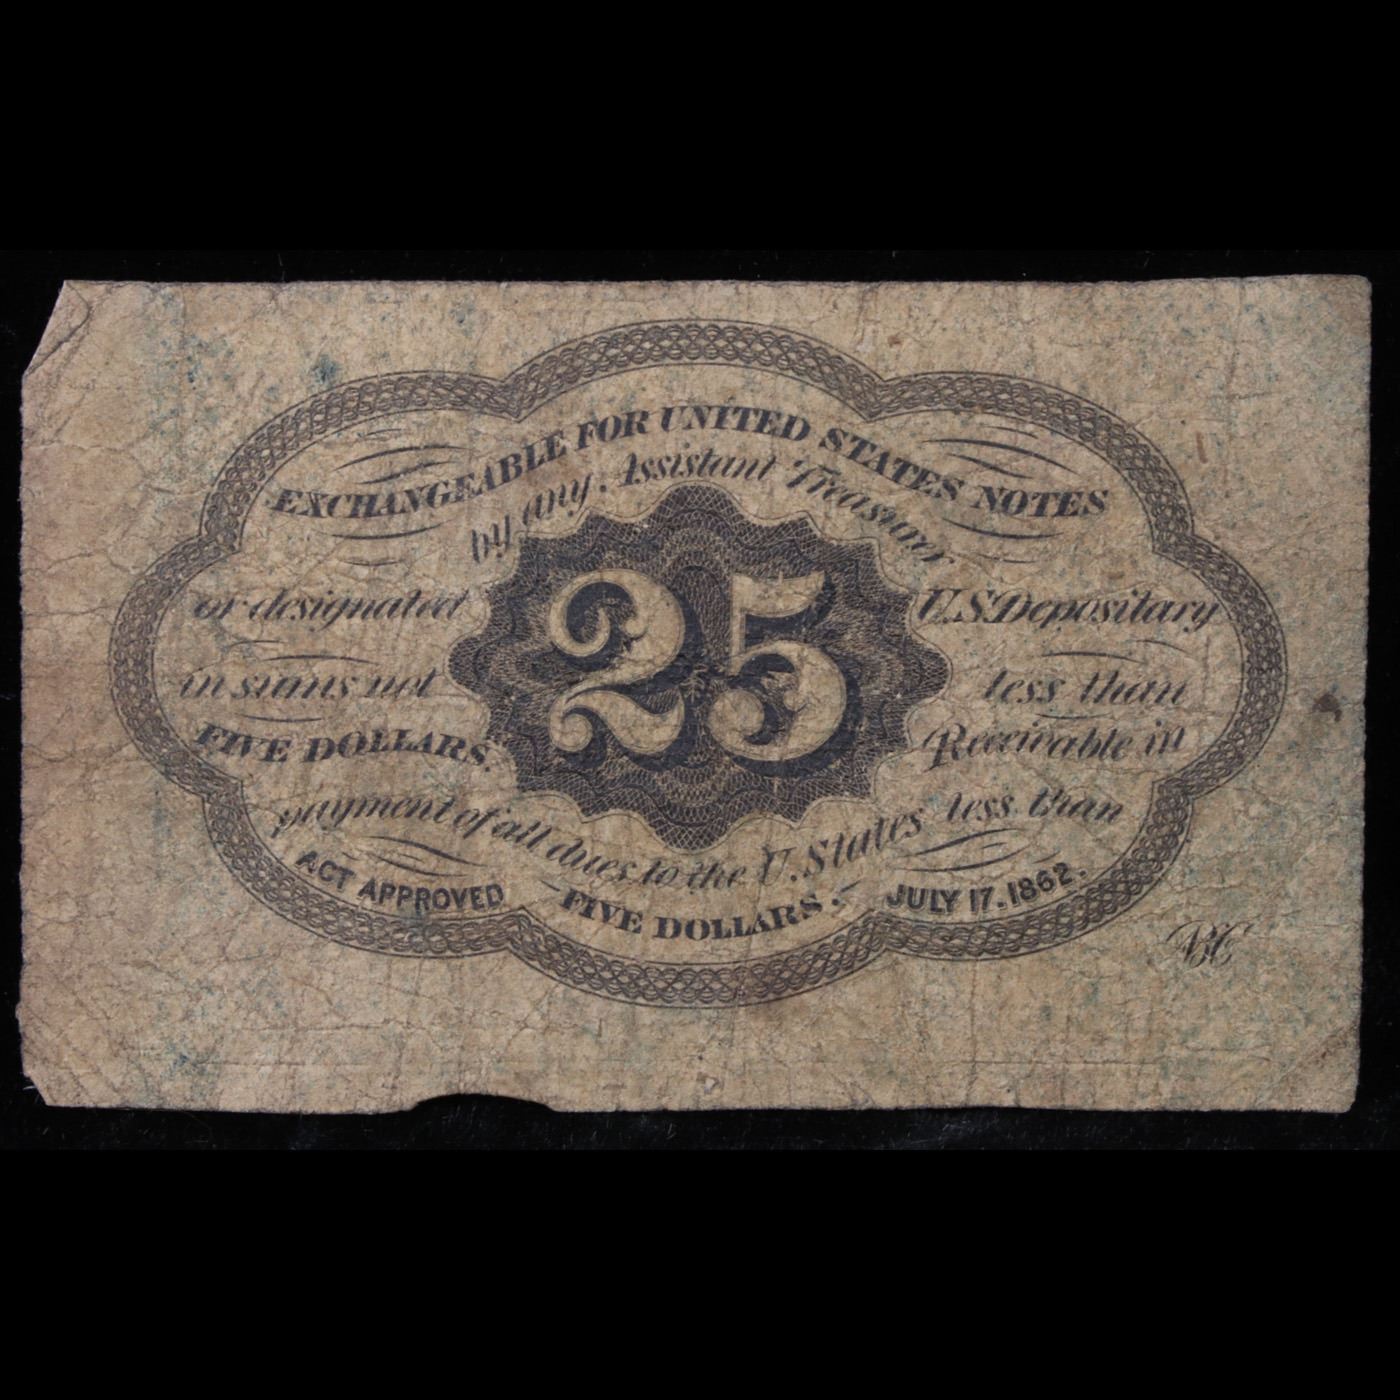 EXCHANGEABLE FOR UNITED STATES NOTES
by any Assistant Treasurer
or designated U.S. Depositary
25
in sums not less than
FIVE DOLLARS. Receivable in
payment of all dues to the U. States less than
FIVE DOLLARS.
ACT APPROVED JULY 17. 1862.
ABC